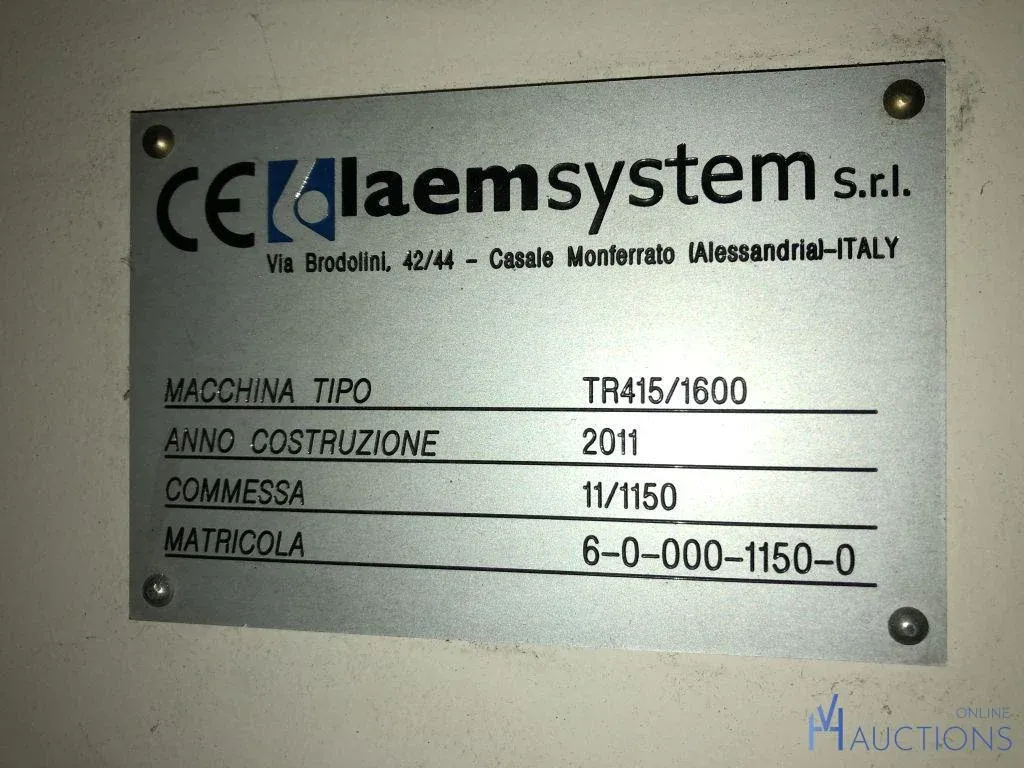 CE laemsystem s.r.l.
Via Brodolini, 42/44 - Casale Monferrato (Alessandria)-ITALY
MACCHINA TIPO TR415/1600
ANNO COSTRUZIONE 2011
COMMESSA 11/1150
MATRICOLA 6-0-000-1150-0
ONLINE
AUCTIONS